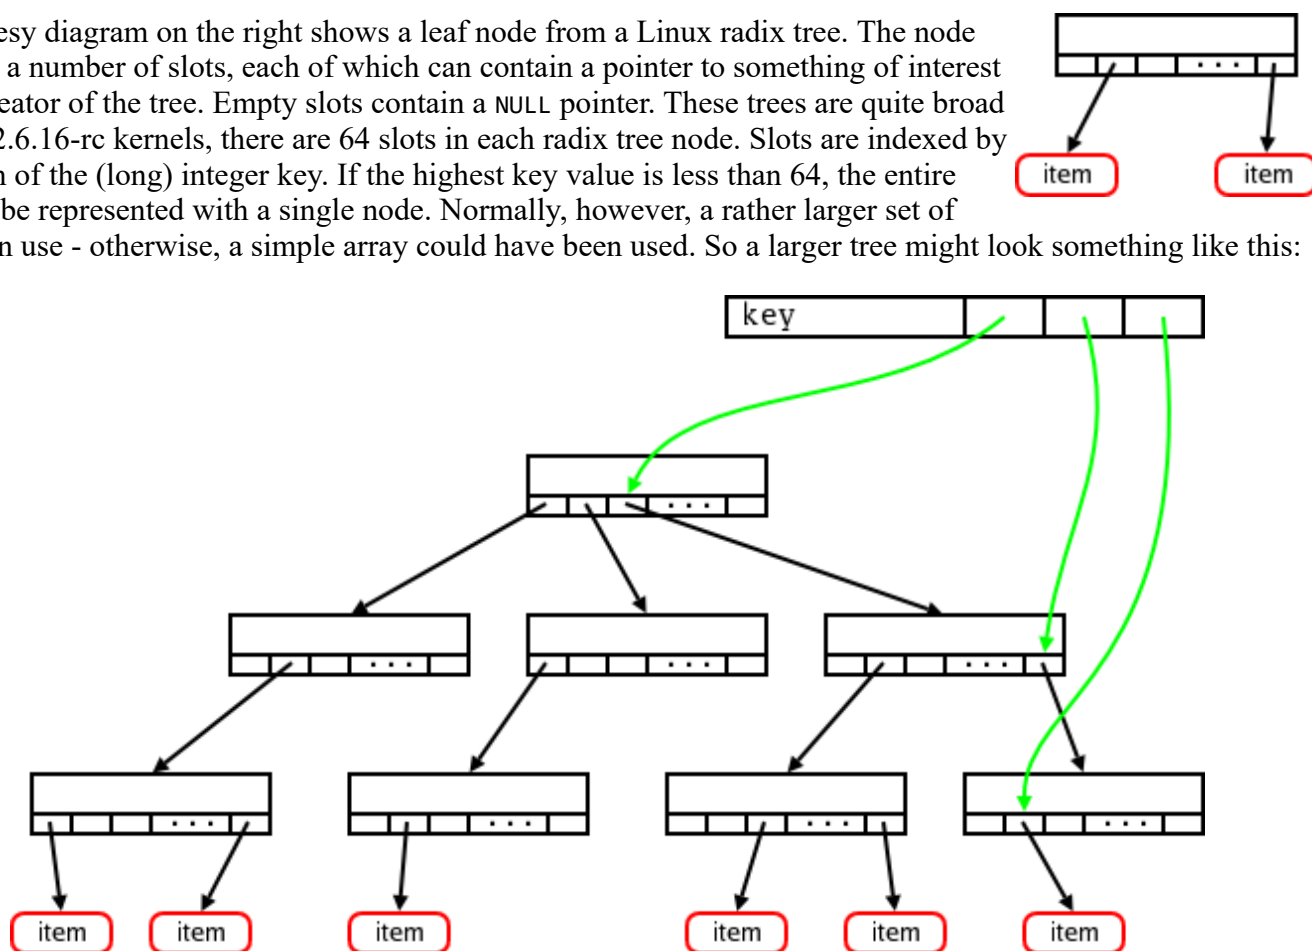 esy diagram on the right shows a leaf node from a Linux radix tree. The node
a number of slots, each of which can contain a pointer to something of interest
eator of the tree. Empty slots contain a NULL pointer. These trees are quite broad
2.6.16-rc kernels, there are 64 slots in each radix tree node. Slots are indexed by
n of the (long) integer key. If the highest key value is less than 64, the entire
be represented with a single node. Normally, however, a rather larger set of
n use - otherwise, a simple array could have been used. So a larger tree might look something like this:
. . .
item item
key
. . .
. . . . . . . . .
. . . . . . . . . . . .
item item item item item item